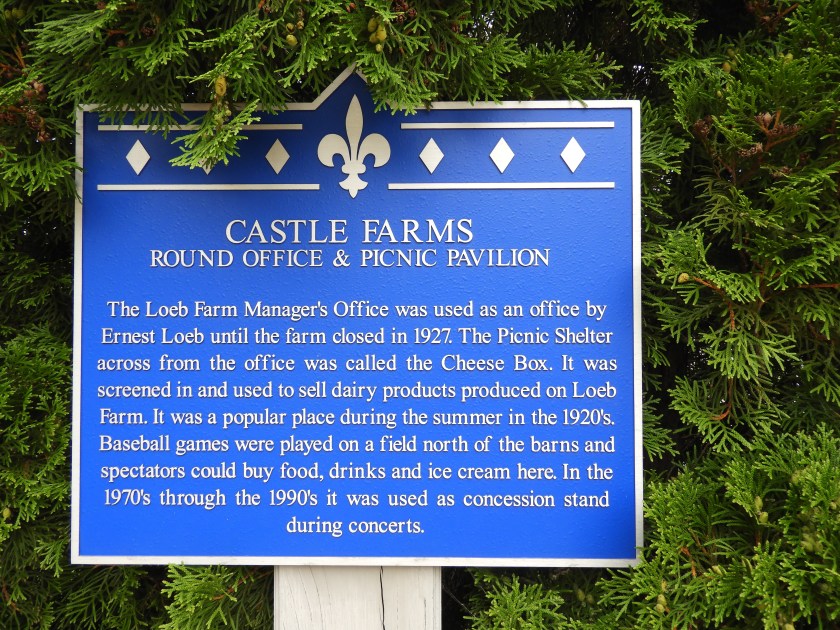 CASTLE FARMS
ROUND OFFICE & PICNIC PAVILION
The Loeb Farm Manager's Office was used as an office by
Ernest Loeb until the farm closed in 1927. The Picnic Shelter
across from the office was called the Cheese Box. It was
screened in and used to sell dairy products produced on Loeb
Farm. It was a popular place during the summer in the 1920's.
Baseball games were played on a field north of the barns and
spectators could buy food, drinks and ice cream here. In the
1970's through the 1990's it was used as concession stand
during concerts.